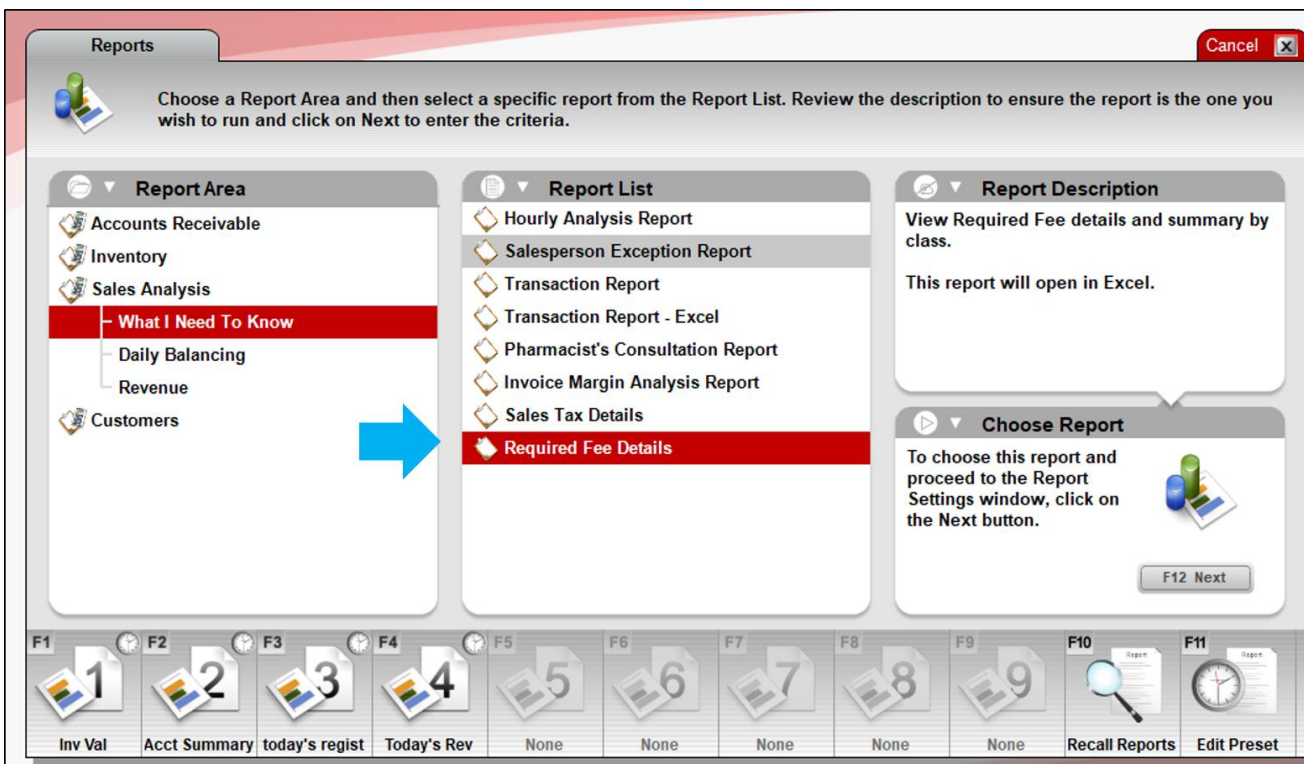 Reports
Cancel X
Choose a Report Area and then select a specific report from the Report List. Review the description to ensure the report is the one you
wish to run and click on Next to enter the criteria.
Report Area
Accounts Receivable
Inventory
Sales Analysis
What I Need To Know
Daily Balancing
Revenue
Customers
Report List
Hourly Analysis Report
Salesperson Exception Report
Transaction Report
Transaction Report - Excel
Pharmacist's Consultation Report
Invoice Margin Analysis Report
Sales Tax Details
Required Fee Details
Report Description
View Required Fee details and summary by
class.
This report will open in Excel.
Choose Report
To choose this report and
proceed to the Report
Settings window, click on
the Next button.
F12 Next
F1 F2 F3 F4 F5 F6 F7 F8 F9 F10 F11
Report Report
1 2 3 4 5 6 7 8 9
Inv Val Acct Summary today's regist Today's Rev None None None None None Recall Reports Edit Preset